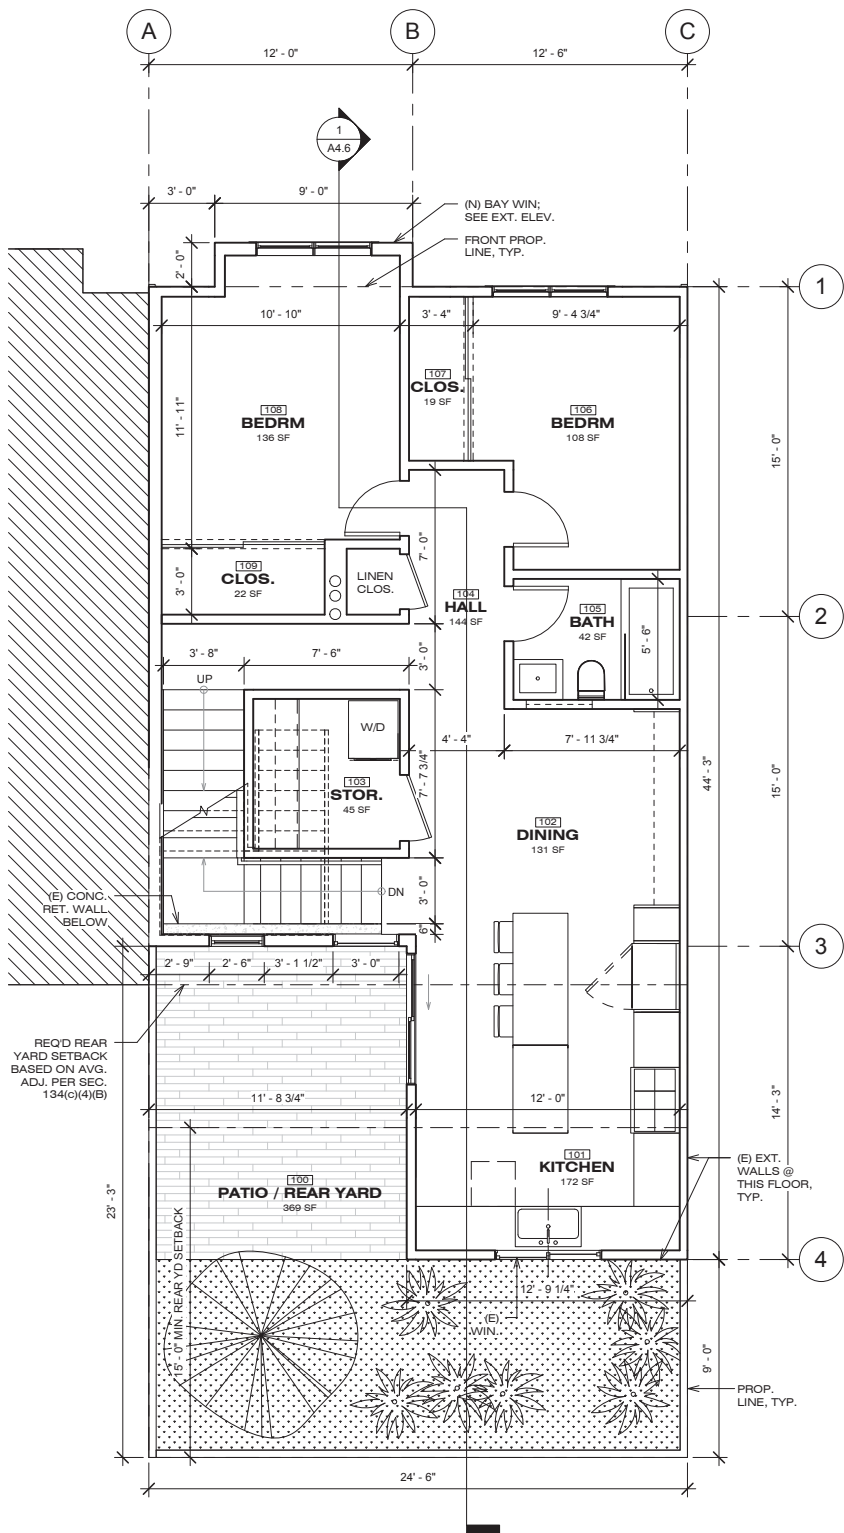 A
B
C
12' - 0"
12' - 6"
1
A4.6
3' - 0"
9' - 0"
(N) BAY WIN;
SEE EXT. ELEV.
FRONT PROP.
LINE, TYP.
2' - 0"
1
10' - 10"
3' - 4"
9' - 4 3/4"
107
CLOS.
19 SF
108
BEDRM
136 SF
106
BEDRM
108 SF
11' - 11"
15' - 0"
7' - 0"
109
CLOS.
22 SF
LINEN
CLOS.
3' - 0"
104
HALL
144 SF
105
BATH
42 SF
2
5' - 6"
3' - 8"
7' - 6"
3' - 0"
UP
W/D
4' - 4"
7' - 11 3/4"
7' - 7 3/4"
44' - 3"
15' - 0"
103
STOR.
45 SF
102
DINING
131 SF
DN
3' - 0"
(E) CONC.
RET. WALL
BELOW
6"
3
2' - 9"
2' - 6"
3' - 1 1/2"
3' - 0"
REQ'D REAR
YARD SETBACK
BASED ON AVG.
ADJ. PER SEC.
134(c)(4)(B)
11' - 8 3/4"
12' - 0"
14' - 3"
101
KITCHEN
172 SF
(E) EXT.
WALLS @
THIS FLOOR,
TYP.
100
PATIO / REAR YARD
369 SF
23' - 3"
15' - 0" MIN. REAR YD SETBACK
4
12' - 9 1/4"
(E)
WIN.
9' - 0"
PROP.
LINE, TYP.
24' - 6"